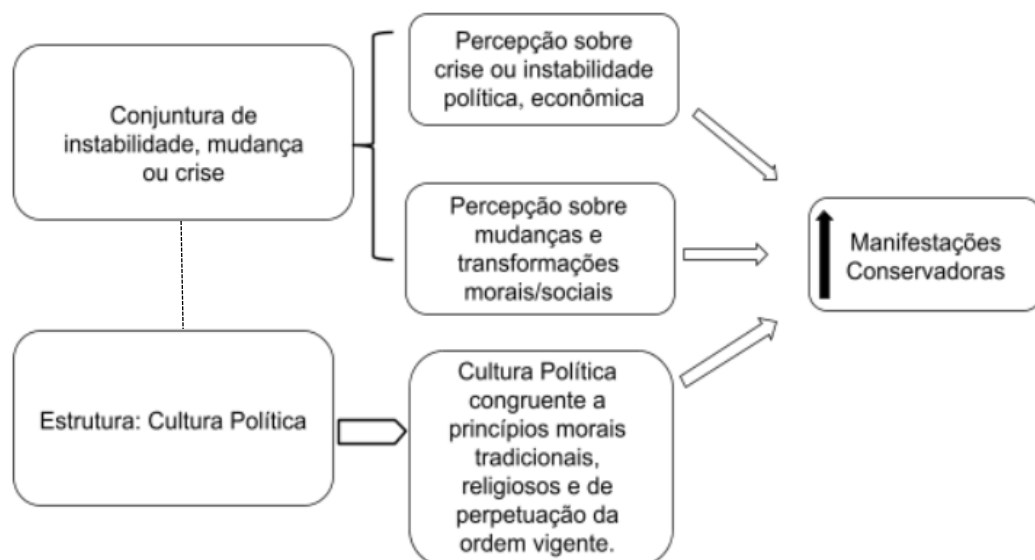 Conjuntura de
instabilidade, mudança
ou crise
Percepção sobre
crise ou instabilidade
política, econômica
Percepção sobre
mudanças e
transformações
morais/sociais
Manifestações
Conservadoras
Estrutura: Cultura Política
Cultura Política
congruente a
princípios morais
tradicionais,
religiosos e de
perpetuação da
ordem vigente.